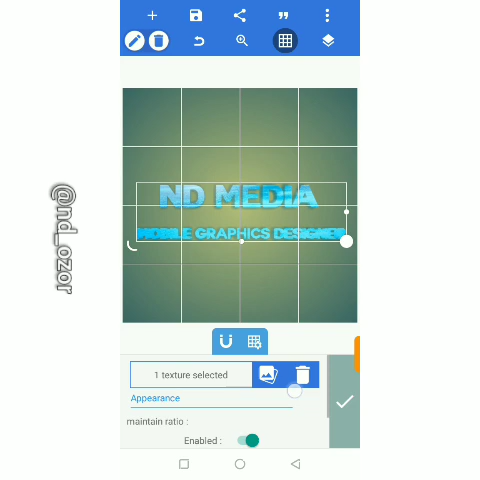 @nd_ozor
ND MEDIA
MOBILE GRAPHICS DESIGNER
1 texture selected
Appearance
maintain ratio :
Enabled :